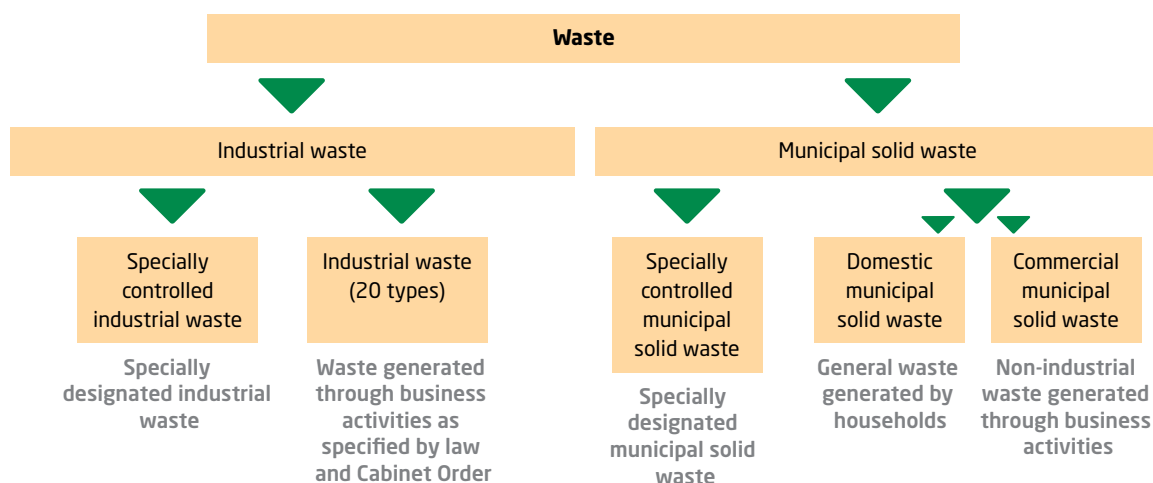 Waste
Industrial waste
Municipal solid waste
Specially
controlled
industrial waste
Specially
designated industrial
waste
Industrial waste
(20 types)
Waste generated
through business
activities as
specified by law
and Cabinet Order
Specially
controlled
municipal
solid waste
Specially
designated
municipal solid
waste
Domestic
municipal
solid waste
General waste
generated by
households
Commercial
municipal
solid waste
Non-industrial
waste generated
through business
activities